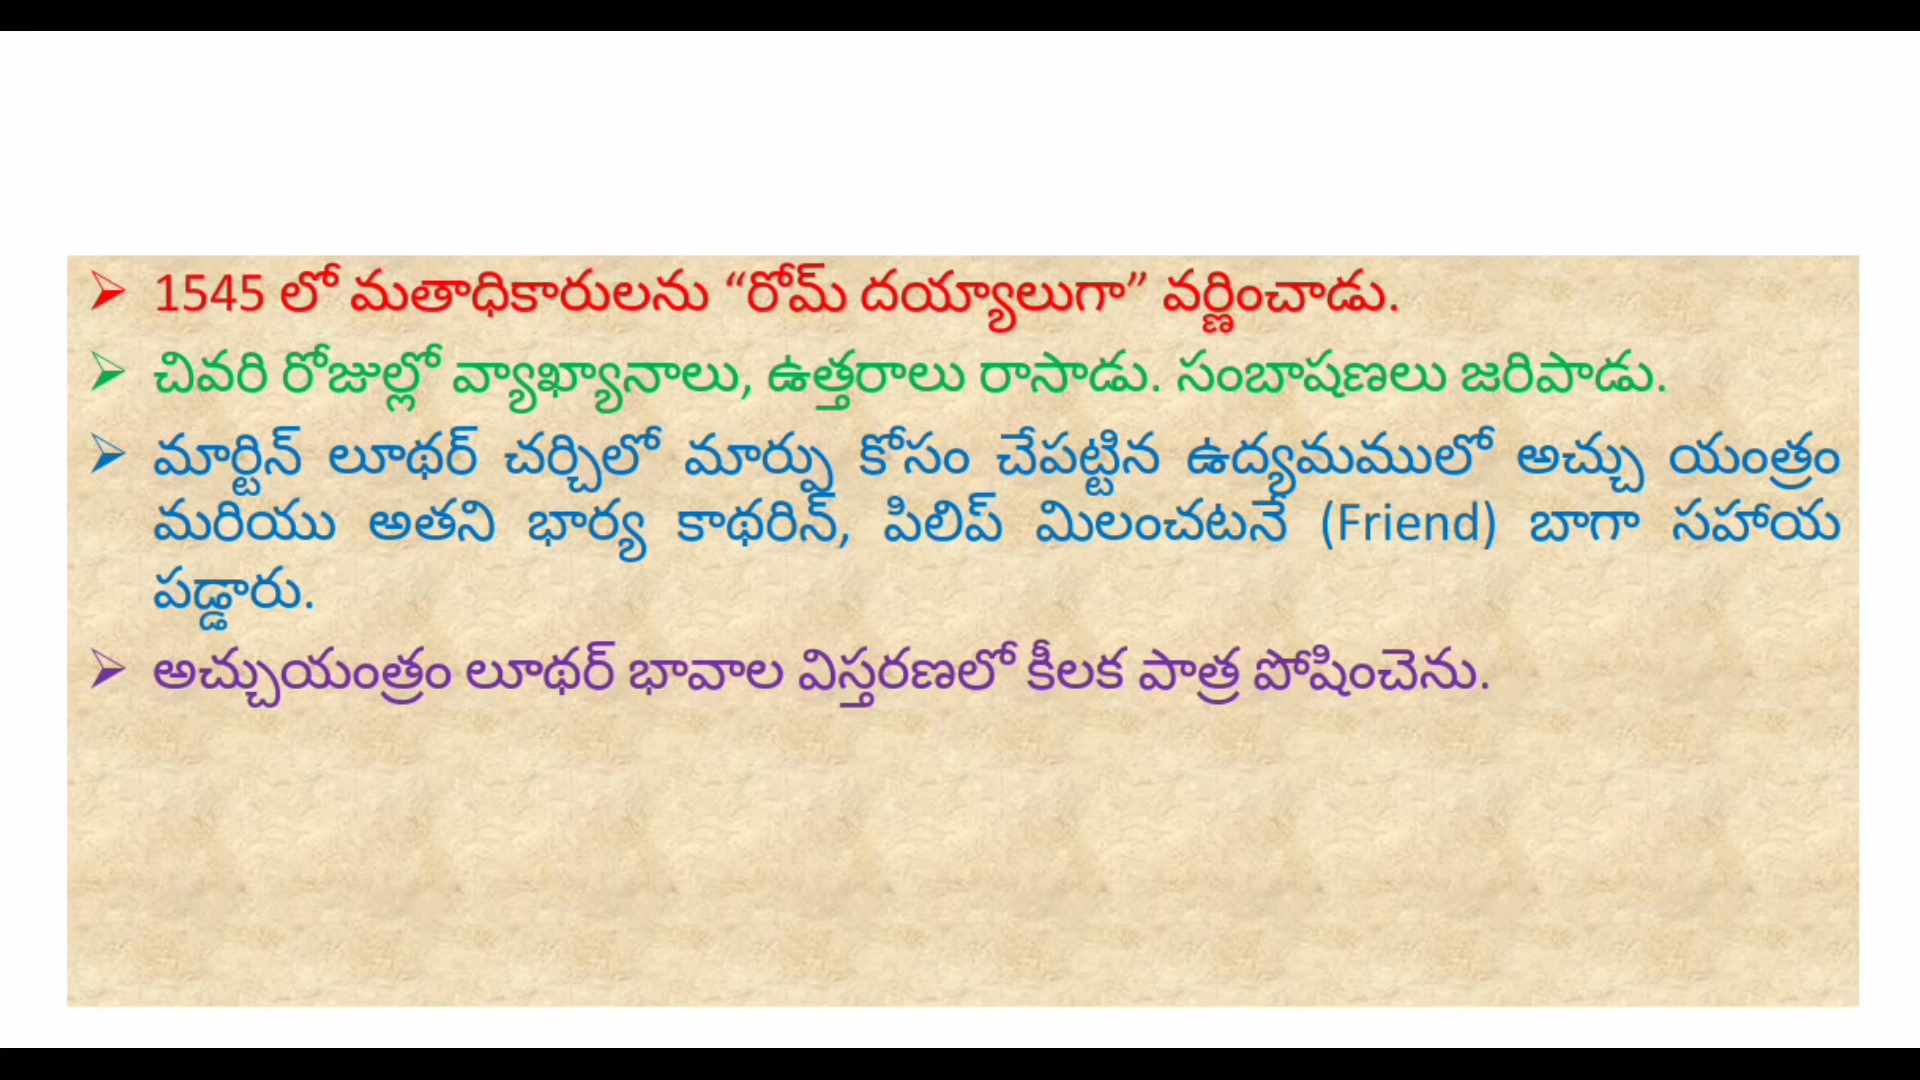 ➢ 1545 లో మతాధికారులను “రోమ్ దయ్యాలుగా” వర్ణించాడు.
➢ చివరి రోజుల్లో వ్యాఖ్యానాలు, ఉత్తరాలు రాసాడు. సంబాషణలు జరిపాడు.
➢ మార్టిన్ లూథర్ చర్చిలో మార్పు కోసం చేపట్టిన ఉద్యమములో అచ్చు యంత్రం
మరియు అతని భార్య కాథరిన్, పిలిప్ మిలంచటనే (Friend) బాగా సహాయ
పడ్డారు.
➢ అచ్చుయంత్రం లూథర్ భావాల విస్తరణలో కీలక పాత్ర పోషించెను.